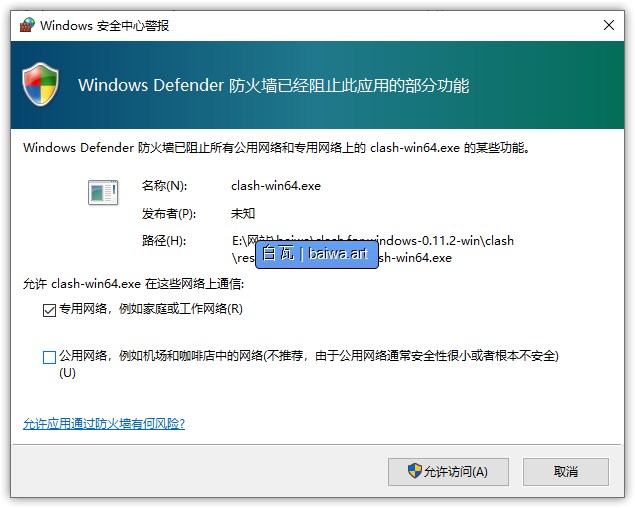 Windows 安全中心警报
Windows Defender 防火墙已经阻止此应用的部分功能
Windows Defender 防火墙已阻止所有公用网络和专用网络上的 clash-win64.exe 的某些功能。
名称(N): clash-win64.exe
发布者(P): 未知
路径(H): E:\网站\baiwa\clash for windows-0.11.2-win\clash
白瓦 | baiwa.art
\res sh-win64.exe
允许 clash-win64.exe 在这些网络上通信:
专用网络，例如家庭或工作网络(R)
公用网络，例如机场和咖啡店中的网络(不推荐，由于公用网络通常安全性很小或者根本不安全)
(U)
允许应用通过防火墙有何风险?
允许访问(A) 取消